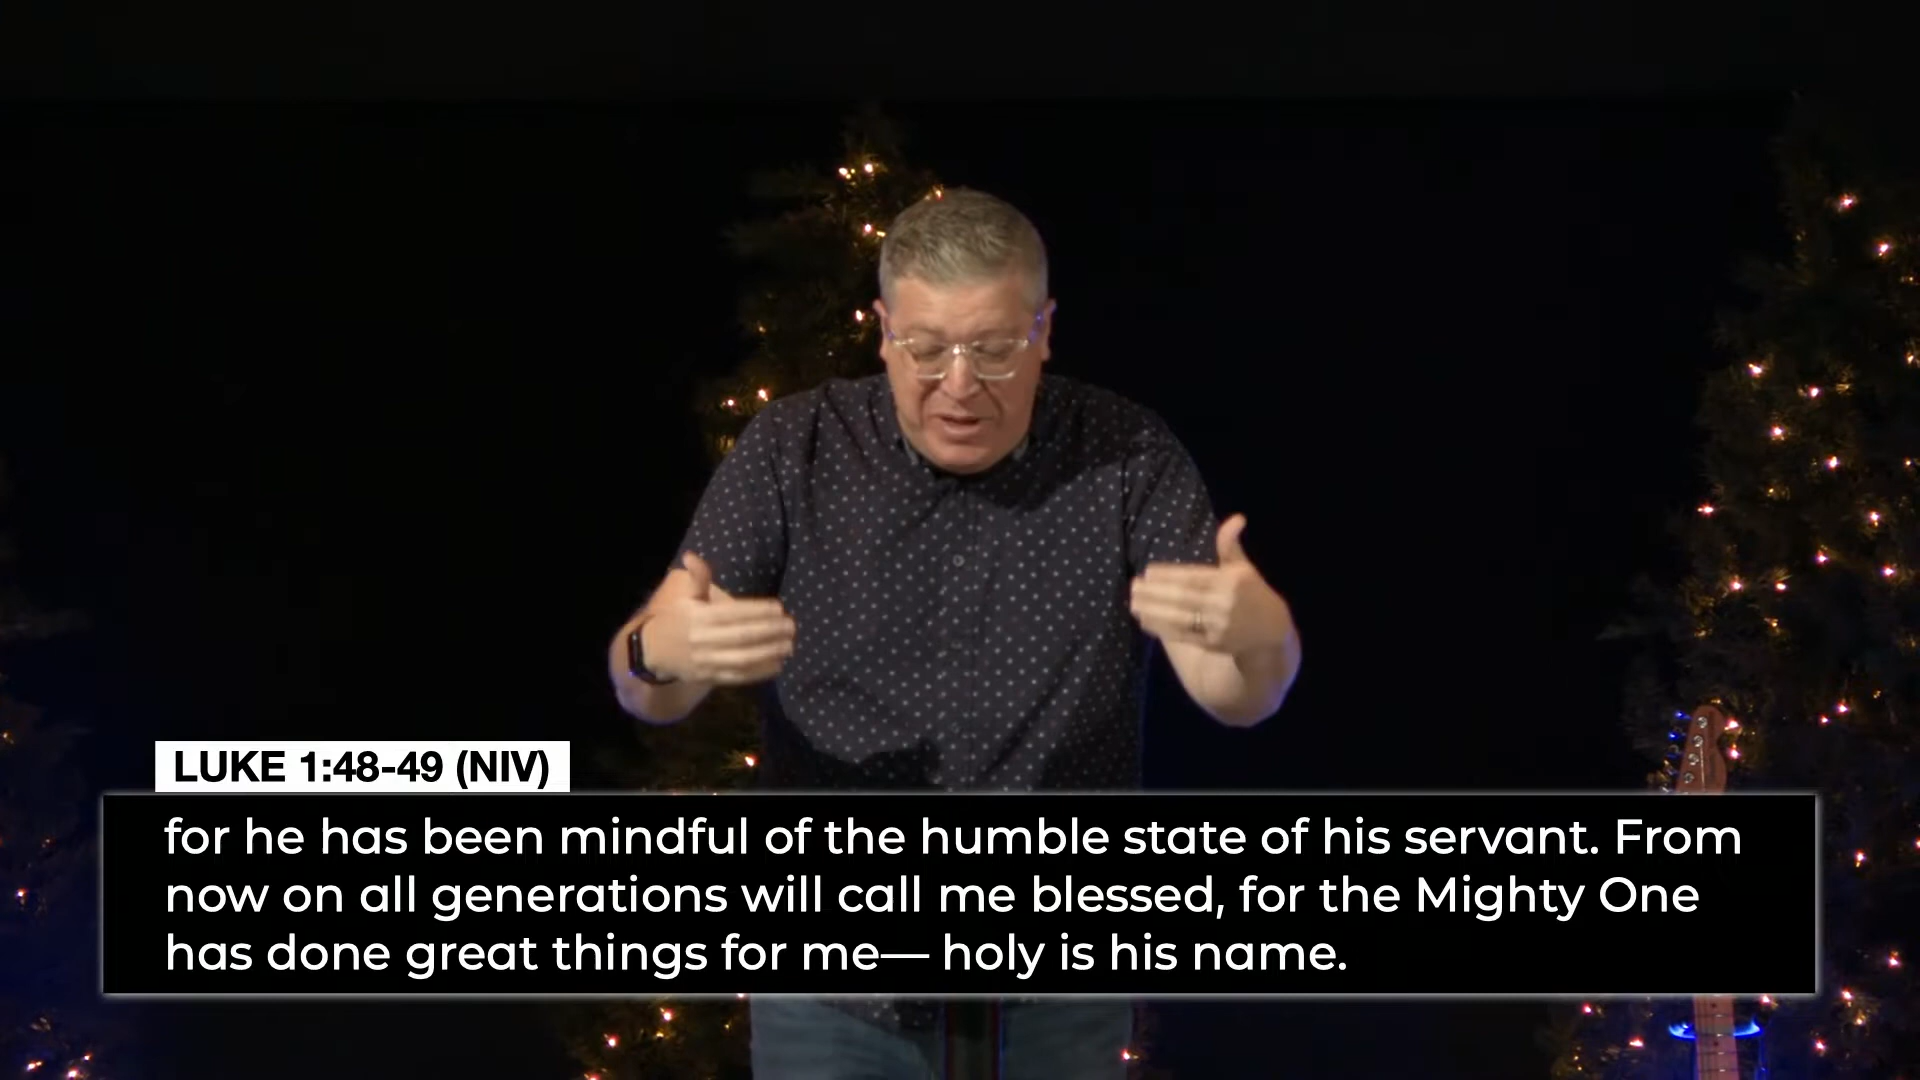 LUKE 1:48-49 (NIV)
for he has been mindful of the humble state of his servant. From
now on all generations will call me blessed, for the Mighty One
has done great things for me— holy is his name.